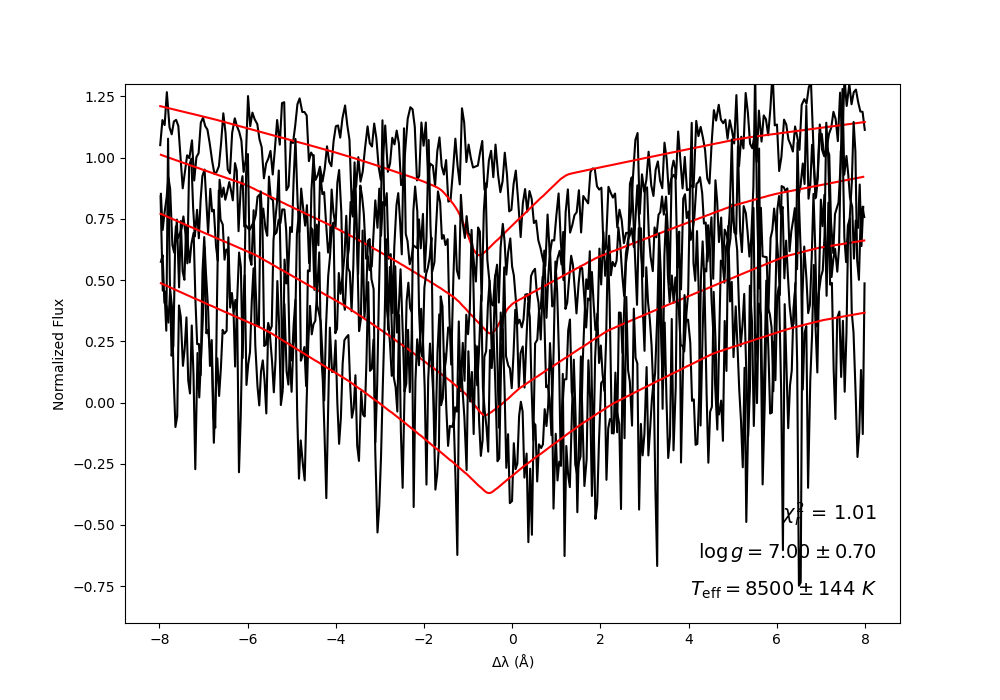 1.25
1.00
0.75
0.50
0.25
0.00
−0.25
−0.50
−0.75
Normalized Flux
χ²ᵣ = 1.01
log g = 7.00 ± 0.70
T_eff = 8500 ± 144 K
−8 −6 −4 −2 0 2 4 6 8
Δλ (Å)